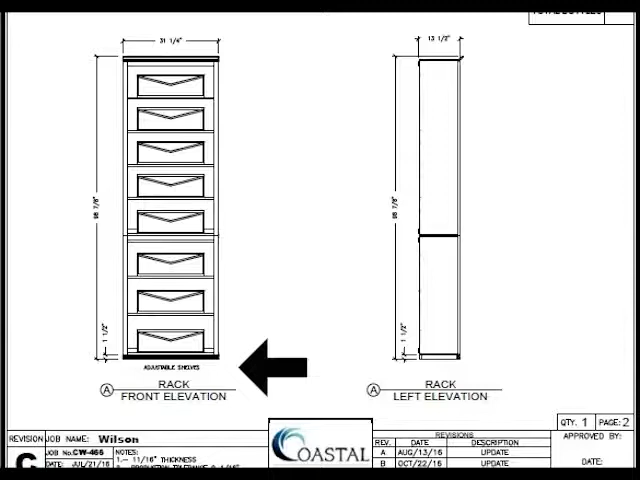 31 1/4"
13 1/2"
98 7/8"
98 7/8"
1 1/2"
1 1/2"
ADJUSTABLE SHELVES
A RACK
FRONT ELEVATION
A RACK
LEFT ELEVATION
QTY. 1 PAGE: 2
REVISION JOB NAME: Wilson
C JOB No.: CW-466
DATE: JUL/21/16
NOTES:
1.— 11/16" THICKNESS
COASTAL
REVISIONS
REV. DATE DESCRIPTION
A AUG/13/16 UPDATE
B OCT/22/16 UPDATE
APPROVED BY:
DATE: